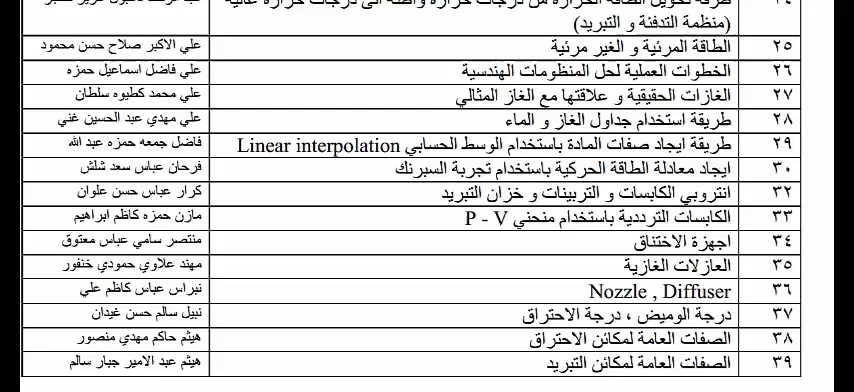 (منظمة التدفئة و التبريد)
٢٥ الطاقة المرئية و الغير مرئية علي الاكبر صلاح حسن محمود
٢٦ الخطوات العملية لحل المنظومات الهندسية علي فاضل اسماعيل حمزه
٢٧ الغازات الحقيقية و علاقتها مع الغاز المثالي علي محمد كطيوه سلطان
٢٨ طريقة استخدام جداول الغاز و الماء علي مهدي عبد الحسين غني
٢٩ طريقة ايجاد صفات المادة باستخدام الوسط الحسابي Linear interpolation فاضل جمعه حمزه عبد الله
٣٠ ايجاد معادلة الطاقة الحركية باستخدام تجربة السبرنك فرحان عباس سعد شلش
٣٢ انتروبي الكابسات و التربينات و خزان التبريد كرار عباس حسن علوان
٣٣ الكابسات الترددية باستخدام منحني P - V مازن حمزه كاظم ابراهيم
٣٤ اجهزة الاختناق منتصر سامي عباس معتوق
٣٥ العازلات الغازية مهند علاوي حمودي خنفور
٣٦ Nozzle , Diffuser نبراس عباس كاظم علي
٣٧ درجة الوميض ، درجة الاحتراق نبيل سالم حسن غيدان
٣٨ الصفات العامة لمكائن الاحتراق هيثم حاكم مهدي منصور
٣٩ الصفات العامة لمكائن التبريد هيثم عبد الامير جبار سالم